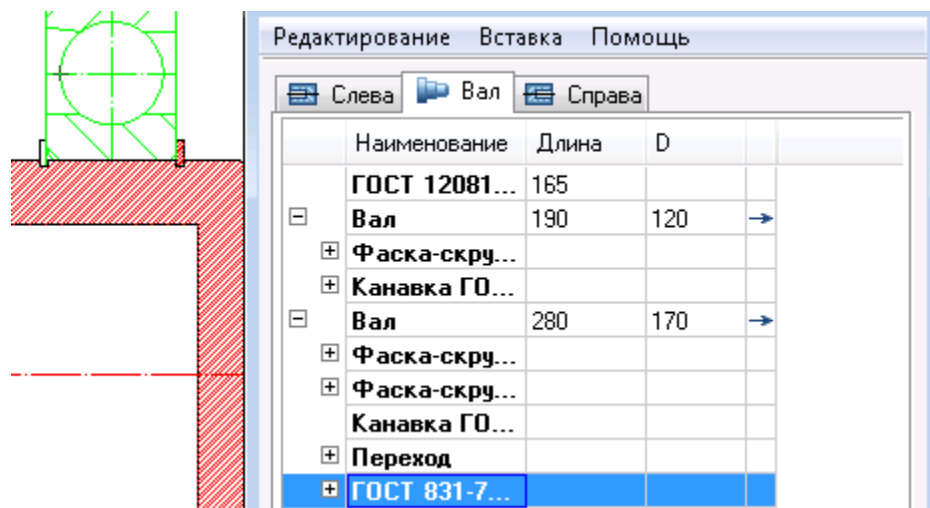 Редактирование Вставка Помощь
Слева Вал Справа
Наименование Длина D
ГОСТ 12081... 165
Вал 190 120
Фаска-скру...
Канавка ГО...
Вал 280 170
Фаска-скру...
Фаска-скру...
Канавка ГО...
Переход
ГОСТ 831-7...